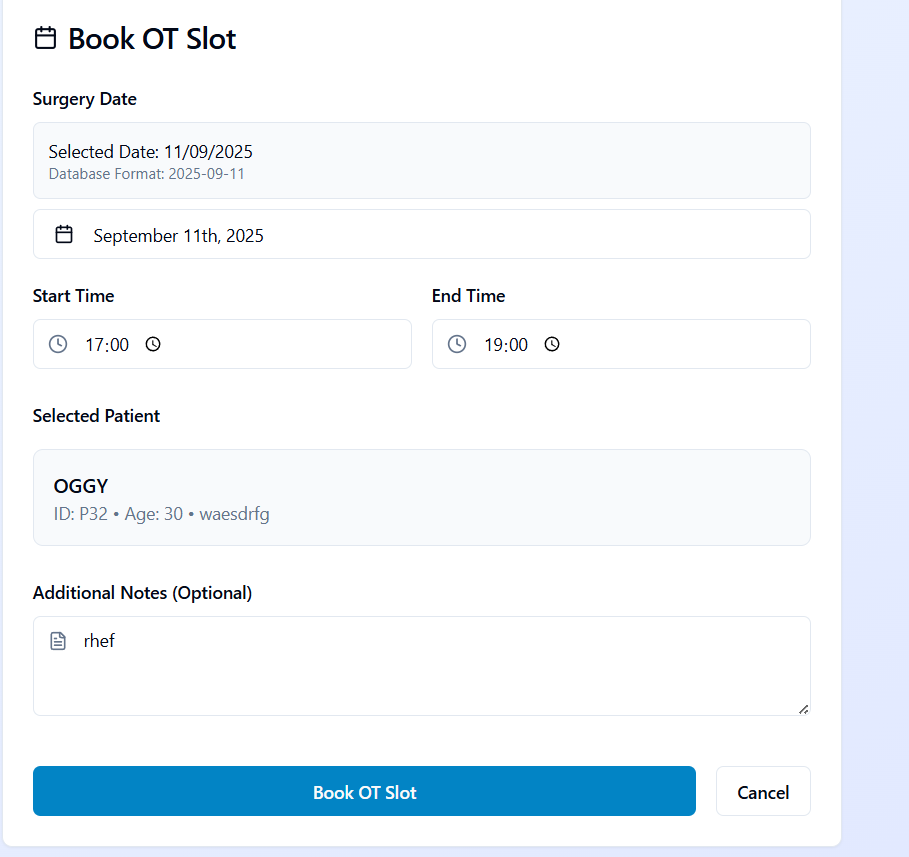 Book OT Slot
Surgery Date
Selected Date: 11/09/2025
Database Format: 2025-09-11
September 11th, 2025
Start Time
End Time
17:00
19:00
Selected Patient
OGGY
ID: P32 • Age: 30 • waesdrfg
Additional Notes (Optional)
rhef
Book OT Slot
Cancel